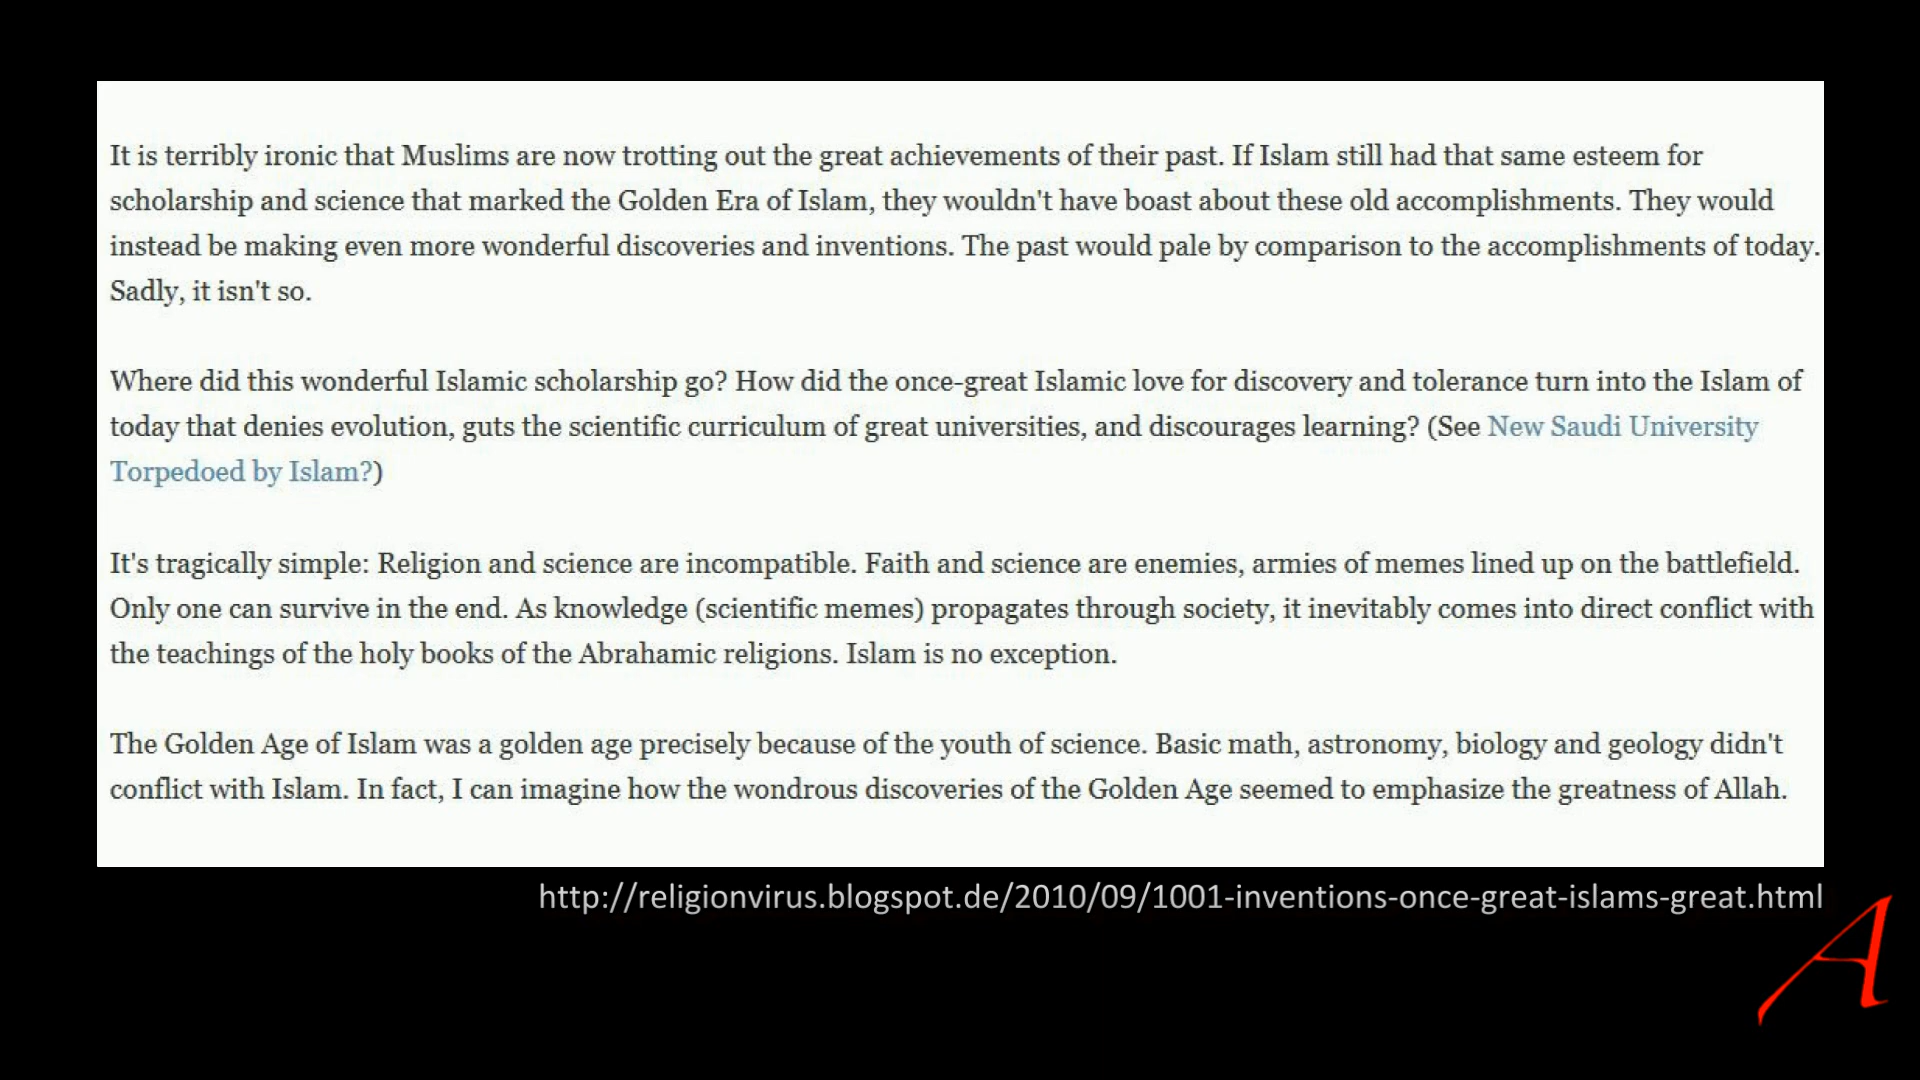 It is terribly ironic that Muslims are now trotting out the great achievements of their past. If Islam still had that same esteem for
scholarship and science that marked the Golden Era of Islam, they wouldn't have boast about these old accomplishments. They would
instead be making even more wonderful discoveries and inventions. The past would pale by comparison to the accomplishments of today.
Sadly, it isn't so.
Where did this wonderful Islamic scholarship go? How did the once-great Islamic love for discovery and tolerance turn into the Islam of
today that denies evolution, guts the scientific curriculum of great universities, and discourages learning? (See New Saudi University
Torpedoed by Islam?)
It's tragically simple: Religion and science are incompatible. Faith and science are enemies, armies of memes lined up on the battlefield.
Only one can survive in the end. As knowledge (scientific memes) propagates through society, it inevitably comes into direct conflict with
the teachings of the holy books of the Abrahamic religions. Islam is no exception.
The Golden Age of Islam was a golden age precisely because of the youth of science. Basic math, astronomy, biology and geology didn't
conflict with Islam. In fact, I can imagine how the wondrous discoveries of the Golden Age seemed to emphasize the greatness of Allah.
http://religionvirus.blogspot.de/2010/09/1001-inventions-once-great-islams-great.html
A